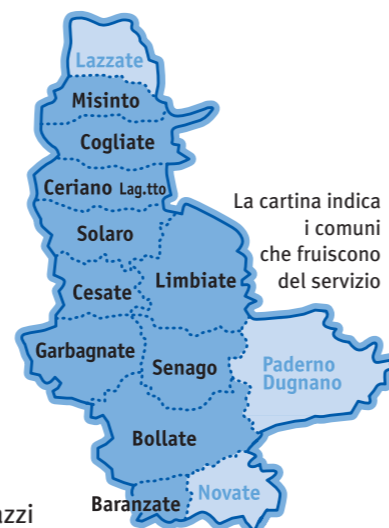 Lazzate
Misinto
Cogliate
Ceriano Lag.tto
Solaro
La cartina indica
i comuni
che fruiscono
del servizio
Limbiate
Cesate
Garbagnate
Senago
Paderno
Dugnano
Bollate
Baranzate
Novate
azzi